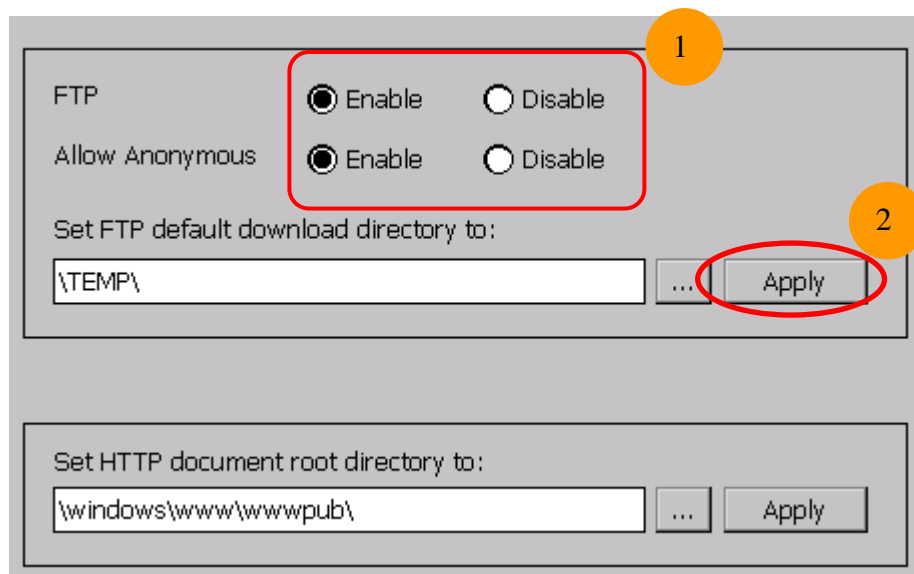 1
FTP Enable Disable
Allow Anonymous Enable Disable
Set FTP default download directory to:
2
\TEMP\ ... Apply
Set HTTP document root directory to:
\windows\www\wwwpub\ ... Apply